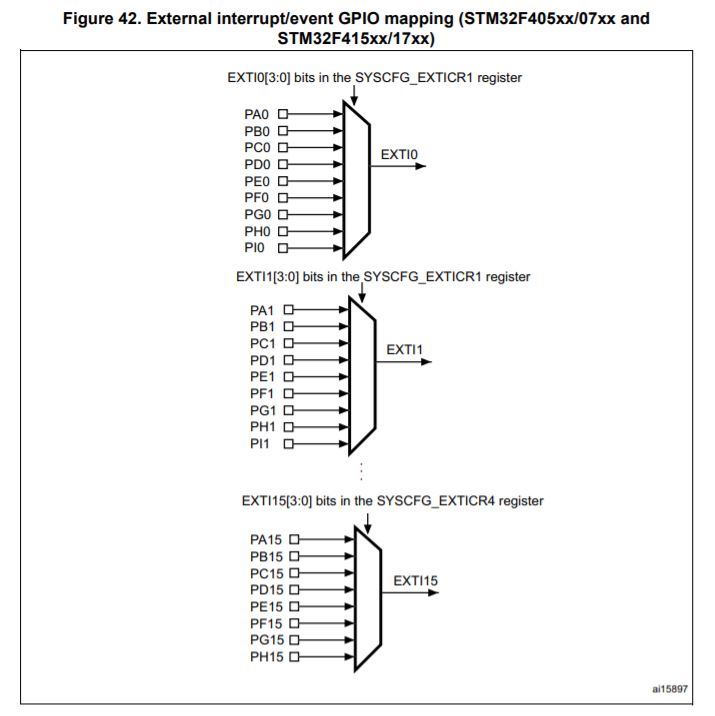 Figure 42. External interrupt/event GPIO mapping (STM32F405xx/07xx and
STM32F415xx/17xx)
EXTI0[3:0] bits in the SYSCFG_EXTICR1 register
PA0
PB0
PC0
PD0
PE0
PF0
PG0
PH0
PI0
EXTI0
EXTI1[3:0] bits in the SYSCFG_EXTICR1 register
PA1
PB1
PC1
PD1
PE1
PF1
PG1
PH1
PI1
EXTI1
EXTI15[3:0] bits in the SYSCFG_EXTICR4 register
PA15
PB15
PC15
PD15
PE15
PF15
PG15
PH15
EXTI15
ai15897